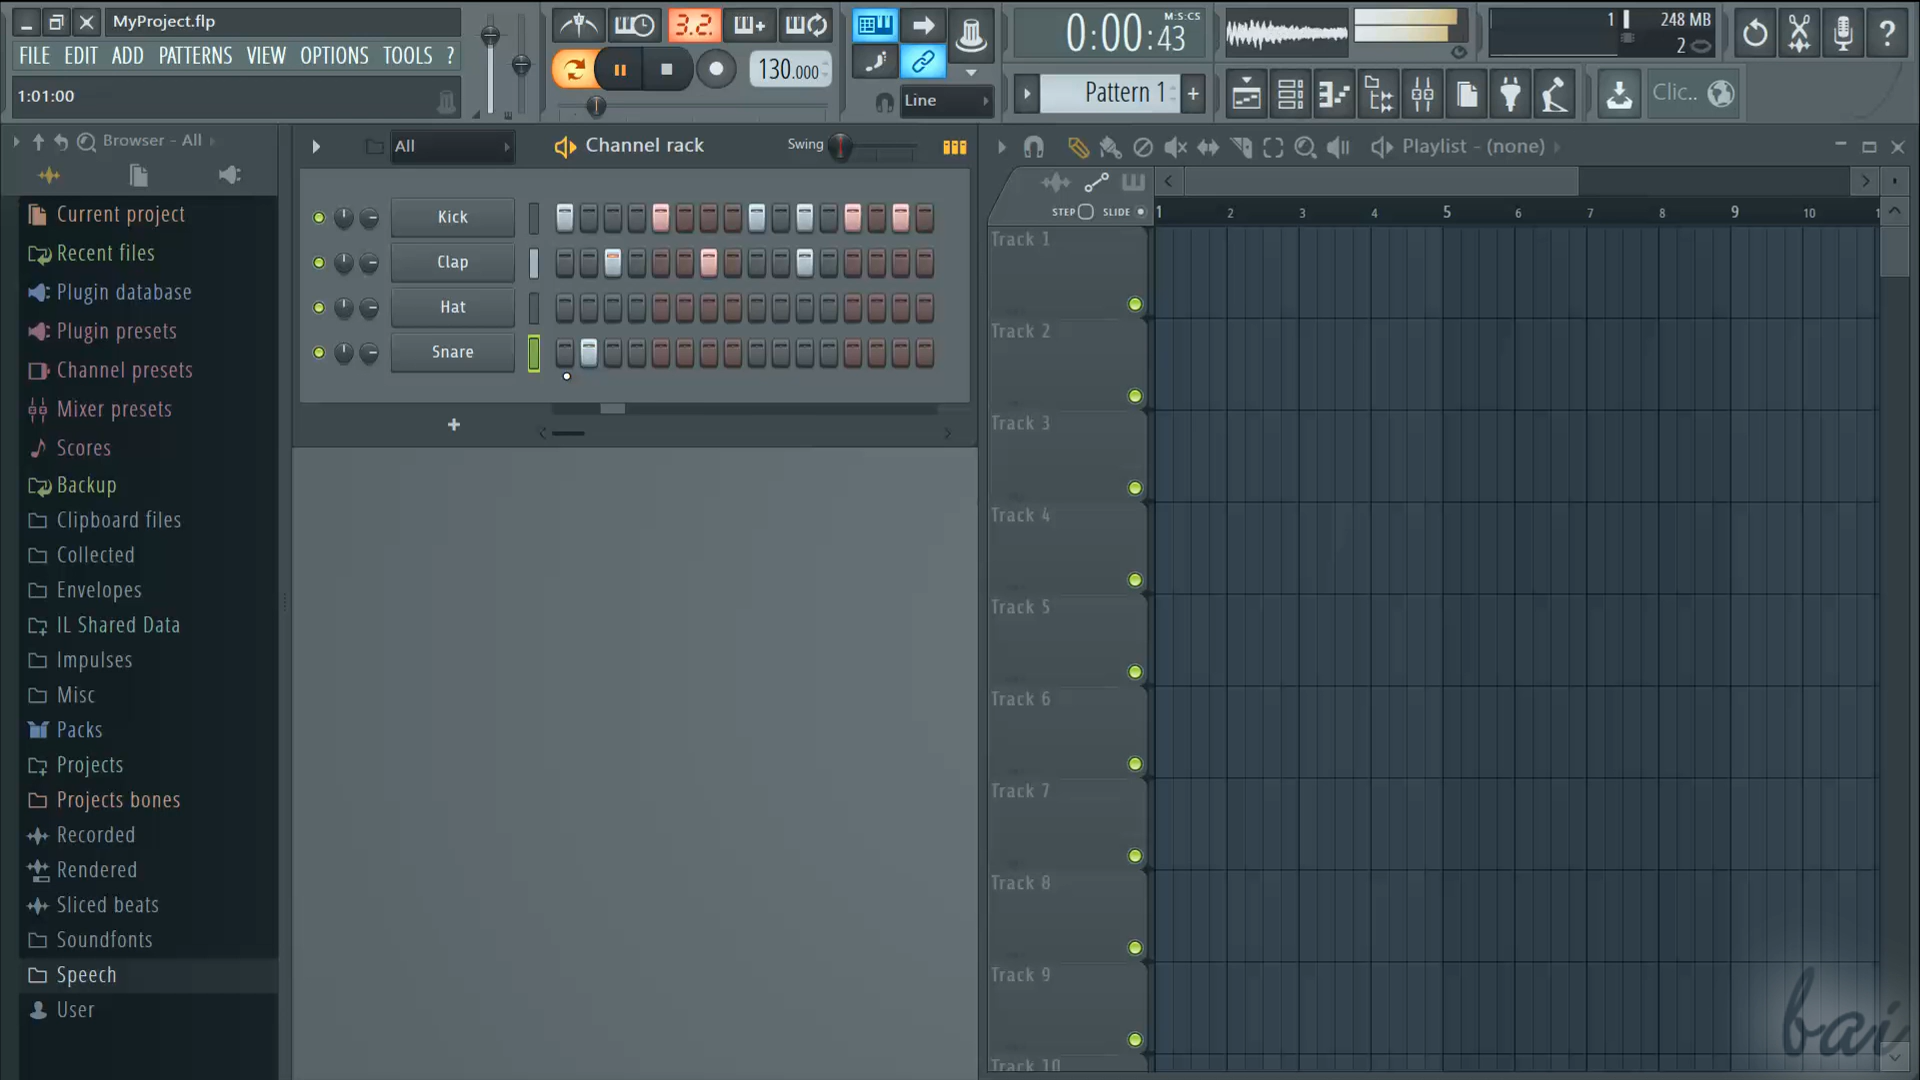 MyProject.flp
FILE EDIT ADD PATTERNS VIEW OPTIONS TOOLS ?
1:01:00
3.2.
130.000
Line
0:00:43
M:S:CS
Pattern 1
+
1
248 MB
2
Clic..
?
Browser - All
Current project
Recent files
Plugin database
Plugin presets
Channel presets
Mixer presets
Scores
Backup
Clipboard files
Collected
Envelopes
IL Shared Data
Impulses
Misc
Packs
Projects
Projects bones
Recorded
Rendered
Sliced beats
Soundfonts
Speech
User
All
Channel rack
Swing
Kick
Clap
Hat
Snare
+
Playlist - (none)
STEP SLIDE
1 2 3 4 5 6 7 8 9 10
Track 1
Track 2
Track 3
Track 4
Track 5
Track 6
Track 7
Track 8
Track 9
Track 10
bai